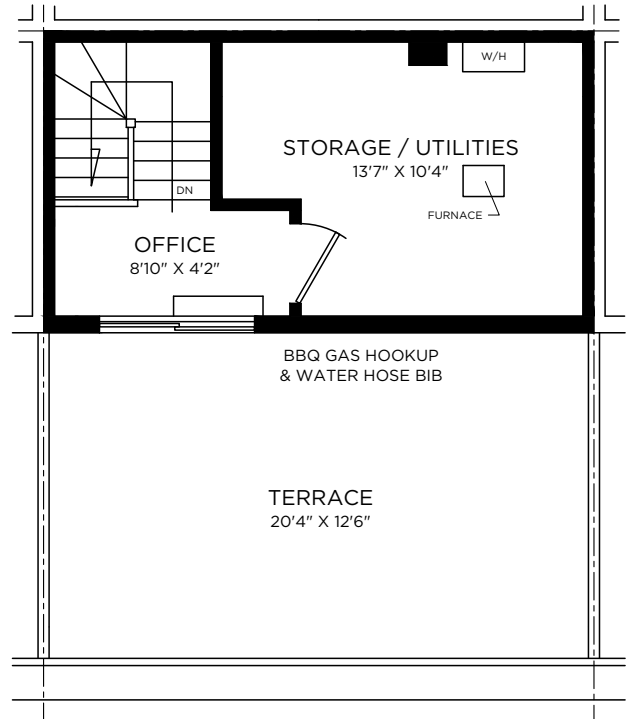 W/H
STORAGE / UTILITIES
13'7" X 10'4"
FURNACE
DN
OFFICE
8'10" X 4'2"
BBQ GAS HOOKUP
& WATER HOSE BIB
TERRACE
20'4" X 12'6"